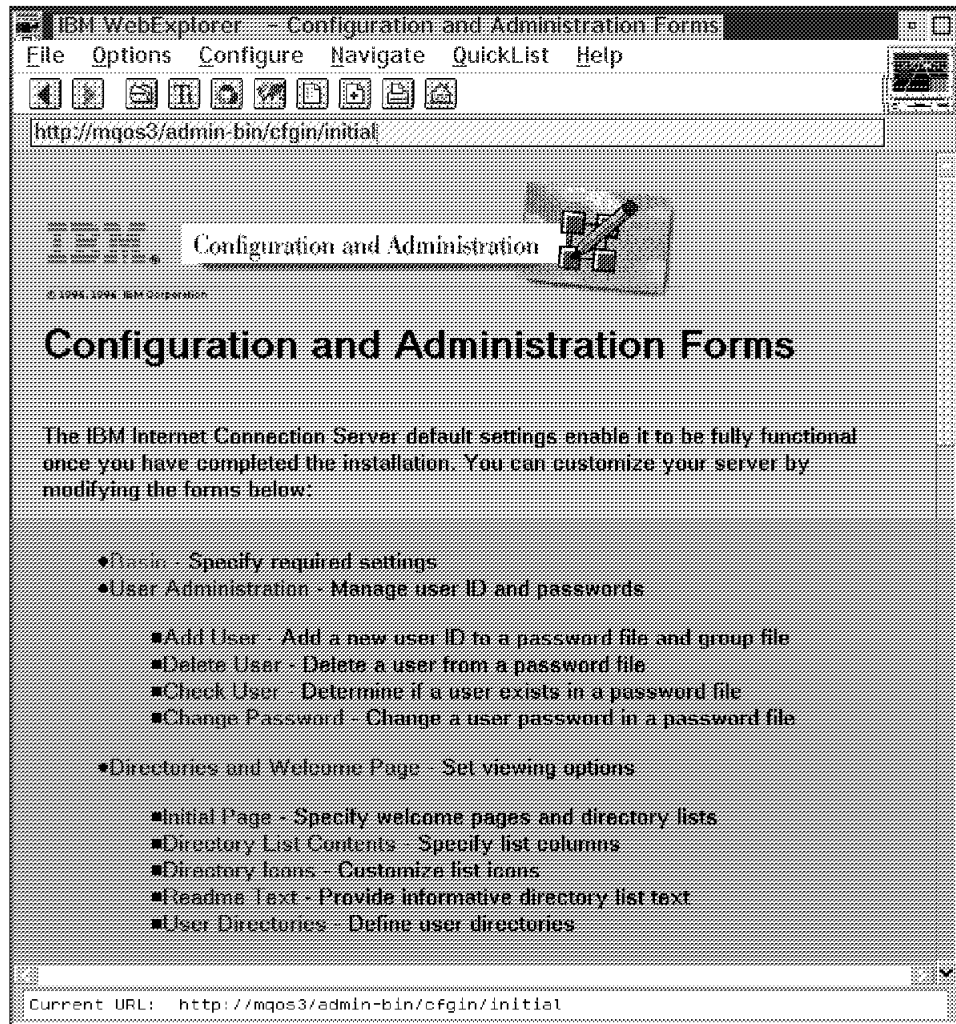 IBM WebExplorer - Configuration and Administration Forms
File Options Configure Navigate QuickList Help
http://mqos3/admin-bin/cfgin/initial
IBM
Configuration and Administration
© 1995, 1996 IBM Corporation
Configuration and Administration Forms
The IBM Internet Connection Server default settings enable it to be fully functional
once you have completed the installation. You can customize your server by
modifying the forms below:
Basic - Specify required settings
User Administration - Manage user ID and passwords
Add User - Add a new user ID to a password file and group file
Delete User - Delete a user from a password file
Check User - Determine if a user exists in a password file
Change Password - Change a user password in a password file
Directories and Welcome Page - Set viewing options
Initial Page - Specify welcome pages and directory lists
Directory List Contents - Specify list columns
Directory Icons - Customize list icons
Readme Text - Provide informative directory list text
User Directories - Define user directories
Current URL: http://mqos3/admin-bin/cfgin/initial